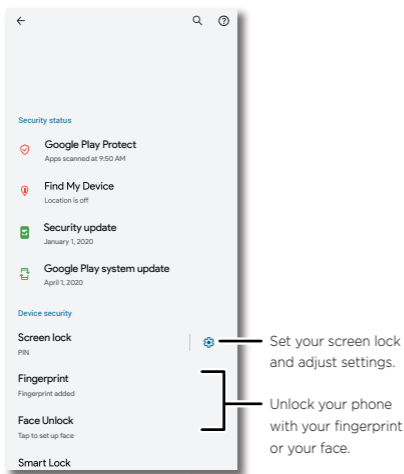 Security status
Google Play Protect
Apps scanned at 9:50 AM
Find My Device
Location is off
Security update
January 1, 2020
Google Play system update
April 1, 2020
Device security
Screen lock
PIN
Set your screen lock
and adjust settings.
Fingerprint
Fingerprint added
Unlock your phone
with your fingerprint
or your face.
Face Unlock
Tap to set up face
Smart Lock